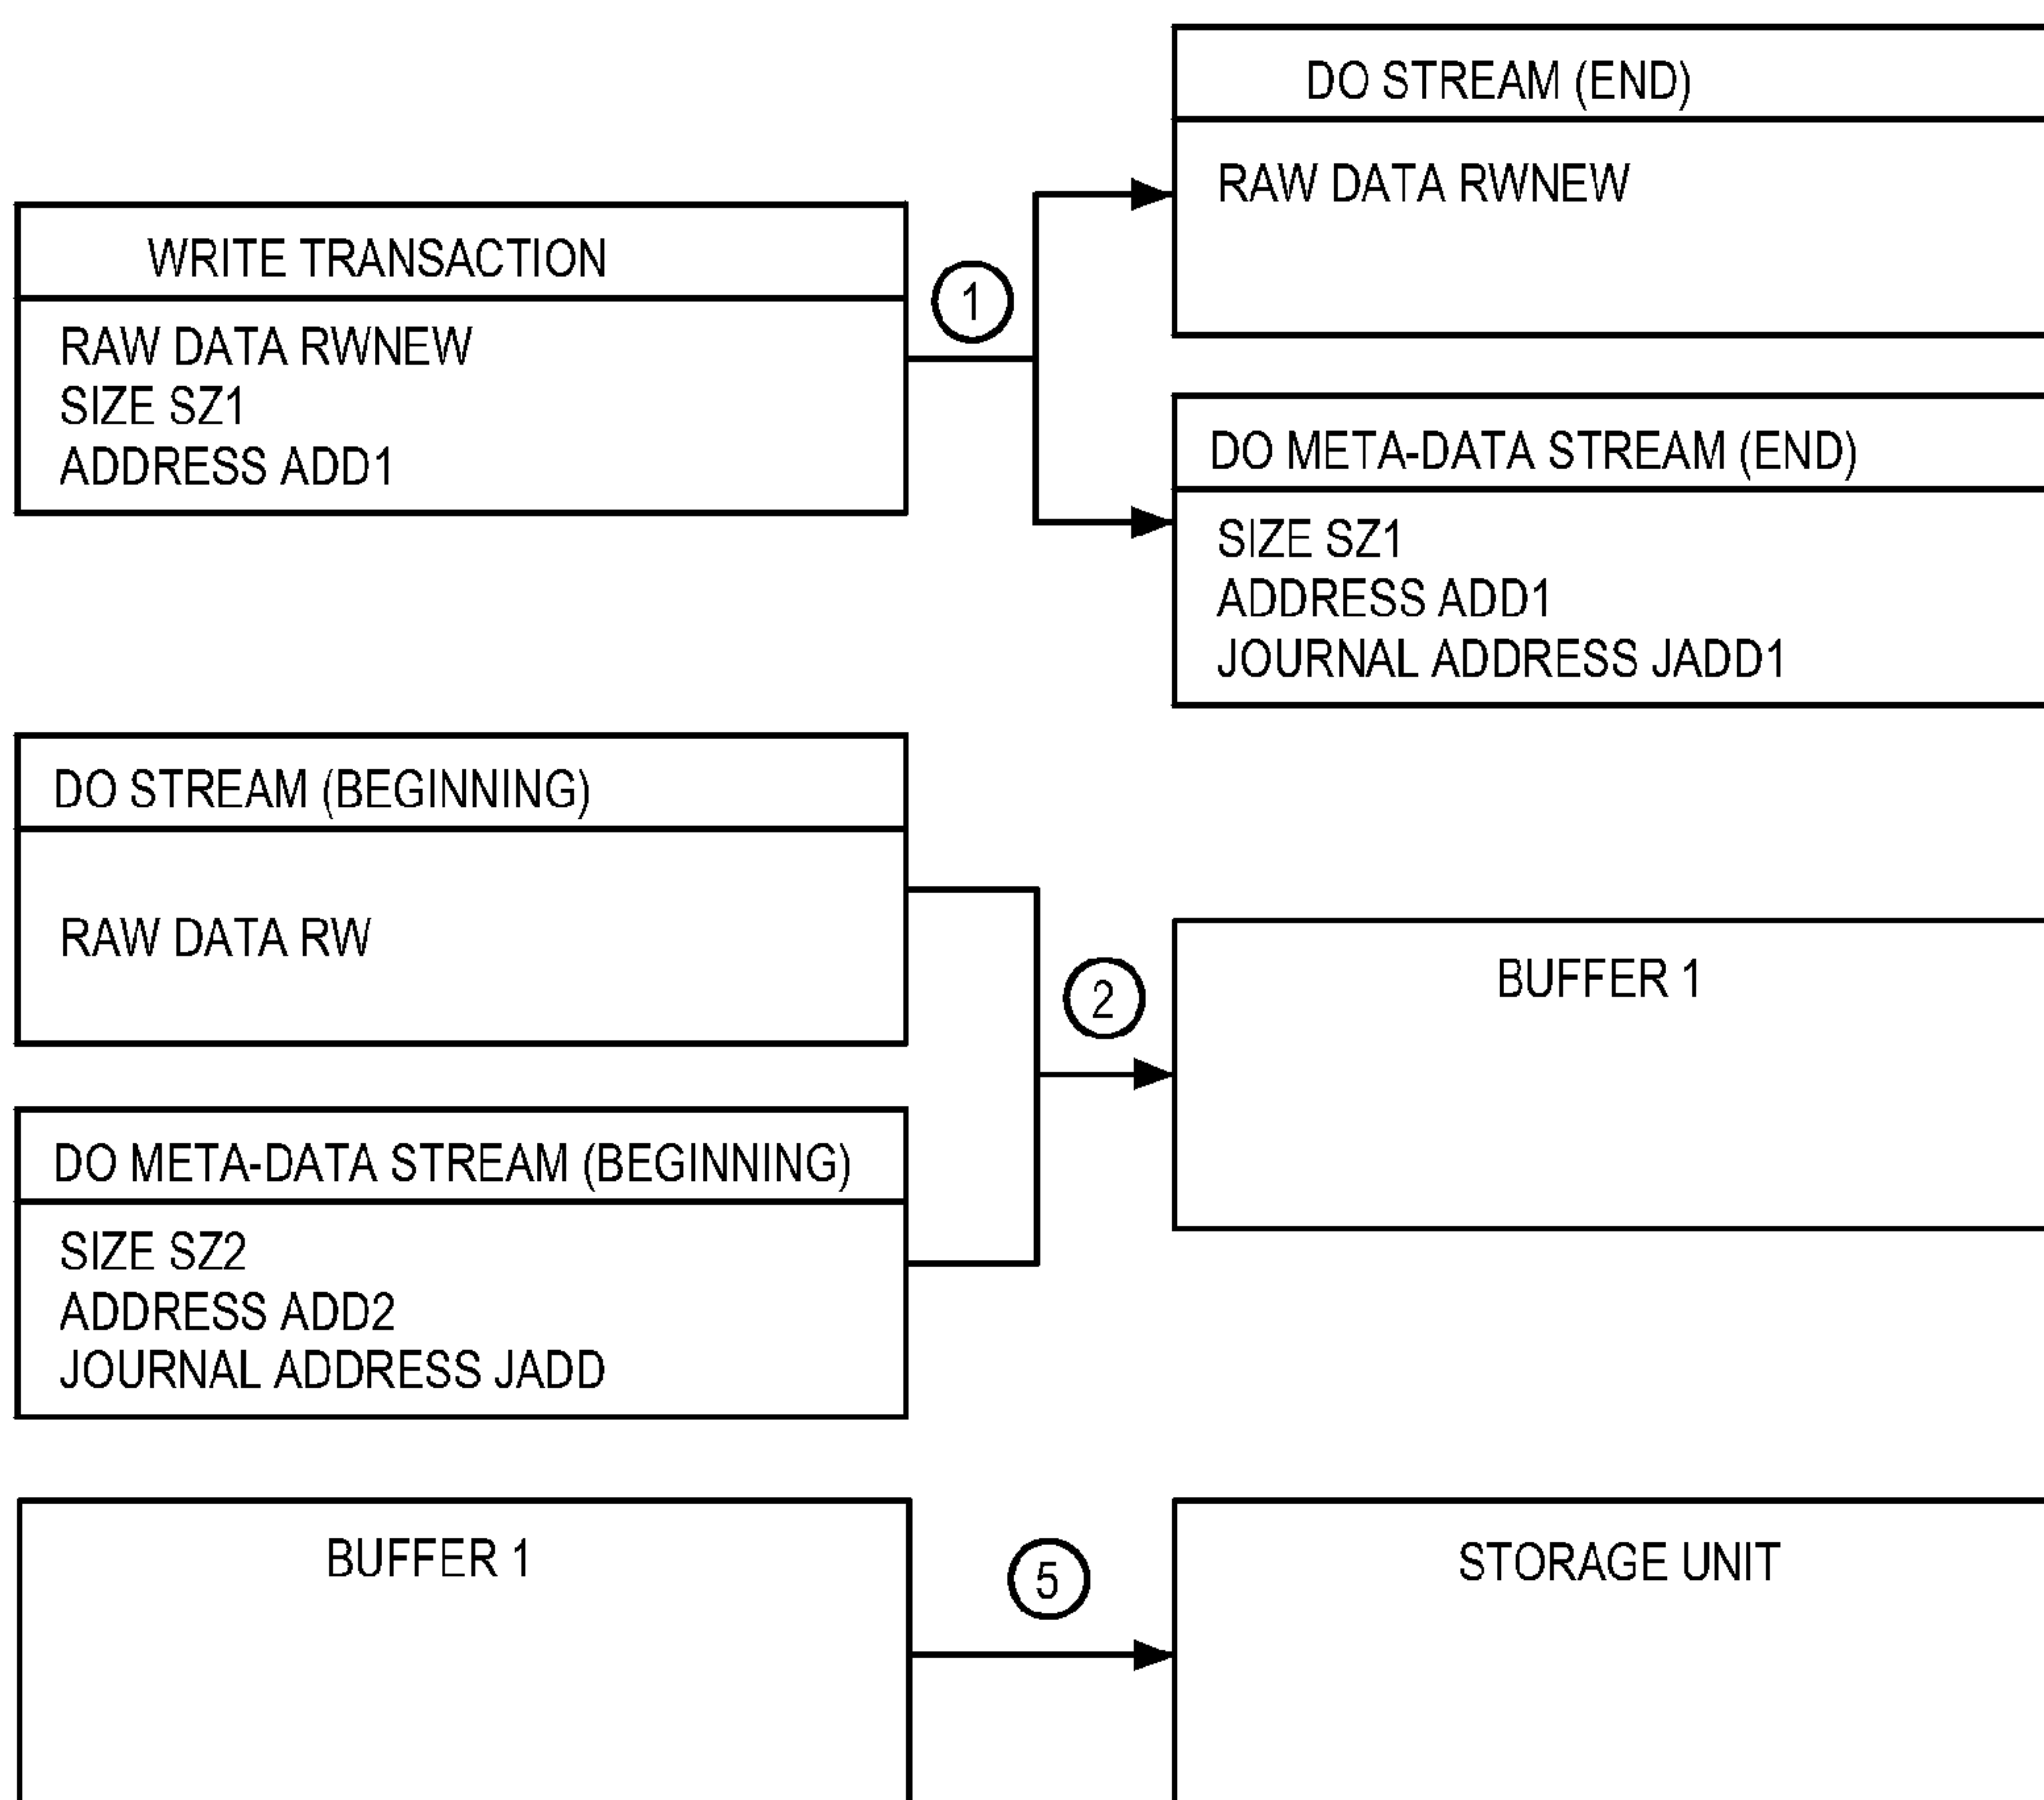 DO STREAM (END)
RAW DATA RWNEW
WRITE TRANSACTION
RAW DATA RWNEW
SIZE SZ1
ADDRESS ADD1
1
DO META-DATA STREAM (END)
SIZE SZ1
ADDRESS ADD1
JOURNAL ADDRESS JADD1
DO STREAM (BEGINNING)
RAW DATA RW
2
BUFFER 1
DO META-DATA STREAM (BEGINNING)
SIZE SZ2
ADDRESS ADD2
JOURNAL ADDRESS JADD
BUFFER 1
5
STORAGE UNIT